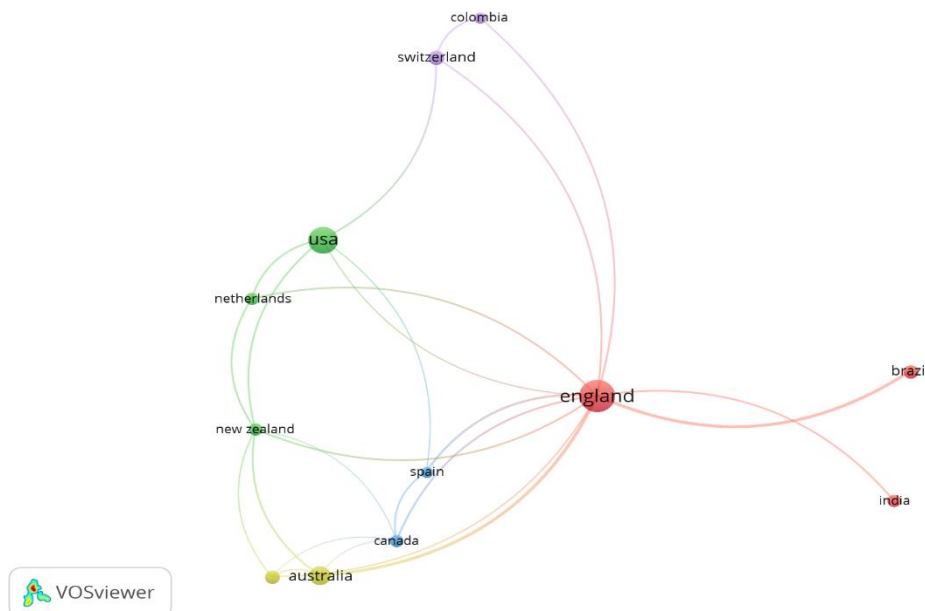 colombia
switzerland
usa
netherlands
brazi
england
new zealand
spain
india
canada
australia
VOSviewer